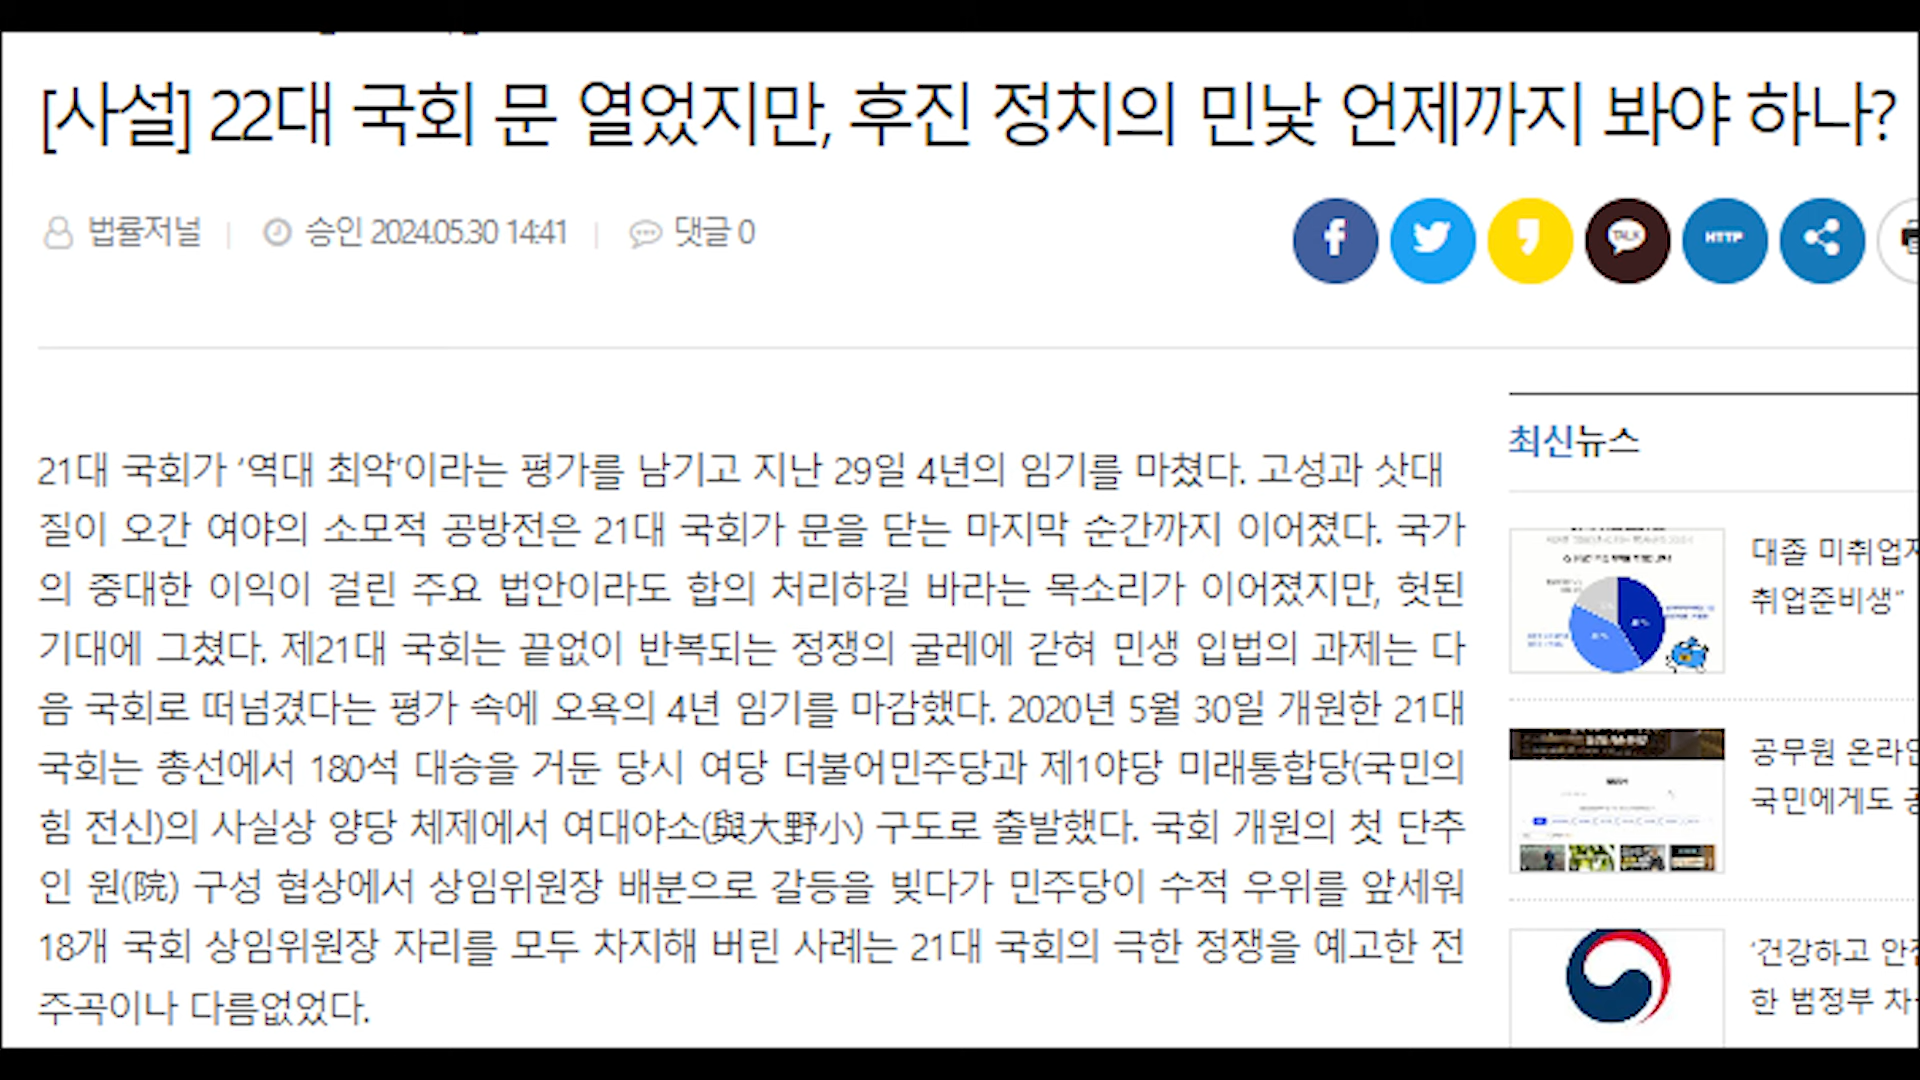 [사설] 22대 국회 문 열었지만, 후진 정치의 민낯 언제까지 봐야 하나?
법률저널 | 승인 2024.05.30 14:41 | 댓글 0
TALK
HTTP
21대 국회가 ‘역대 최악’이라는 평가를 남기고 지난 29일 4년의 임기를 마쳤다. 고성과 삿대
질이 오간 여야의 소모적 공방전은 21대 국회가 문을 닫는 마지막 순간까지 이어졌다. 국가
의 중대한 이익이 걸린 주요 법안이라도 합의 처리하길 바라는 목소리가 이어졌지만, 헛된
기대에 그쳤다. 제21대 국회는 끝없이 반복되는 정쟁의 굴레에 갇혀 민생 입법의 과제는 다
음 국회로 떠넘겼다는 평가 속에 오욕의 4년 임기를 마감했다. 2020년 5월 30일 개원한 21대
국회는 총선에서 180석 대승을 거둔 당시 여당 더불어민주당과 제1야당 미래통합당(국민의
힘 전신)의 사실상 양당 체제에서 여대야소(與大野小) 구도로 출발했다. 국회 개원의 첫 단추
인 원(院) 구성 협상에서 상임위원장 배분으로 갈등을 빚다가 민주당이 수적 우위를 앞세워
18개 국회 상임위원장 자리를 모두 차지해 버린 사례는 21대 국회의 극한 정쟁을 예고한 전
주곡이나 다름없었다.
최신뉴스
대졸 미취업
취업준비생”
공무원 온라인
국민에게도
‘건강하고 안전
한 범정부 차